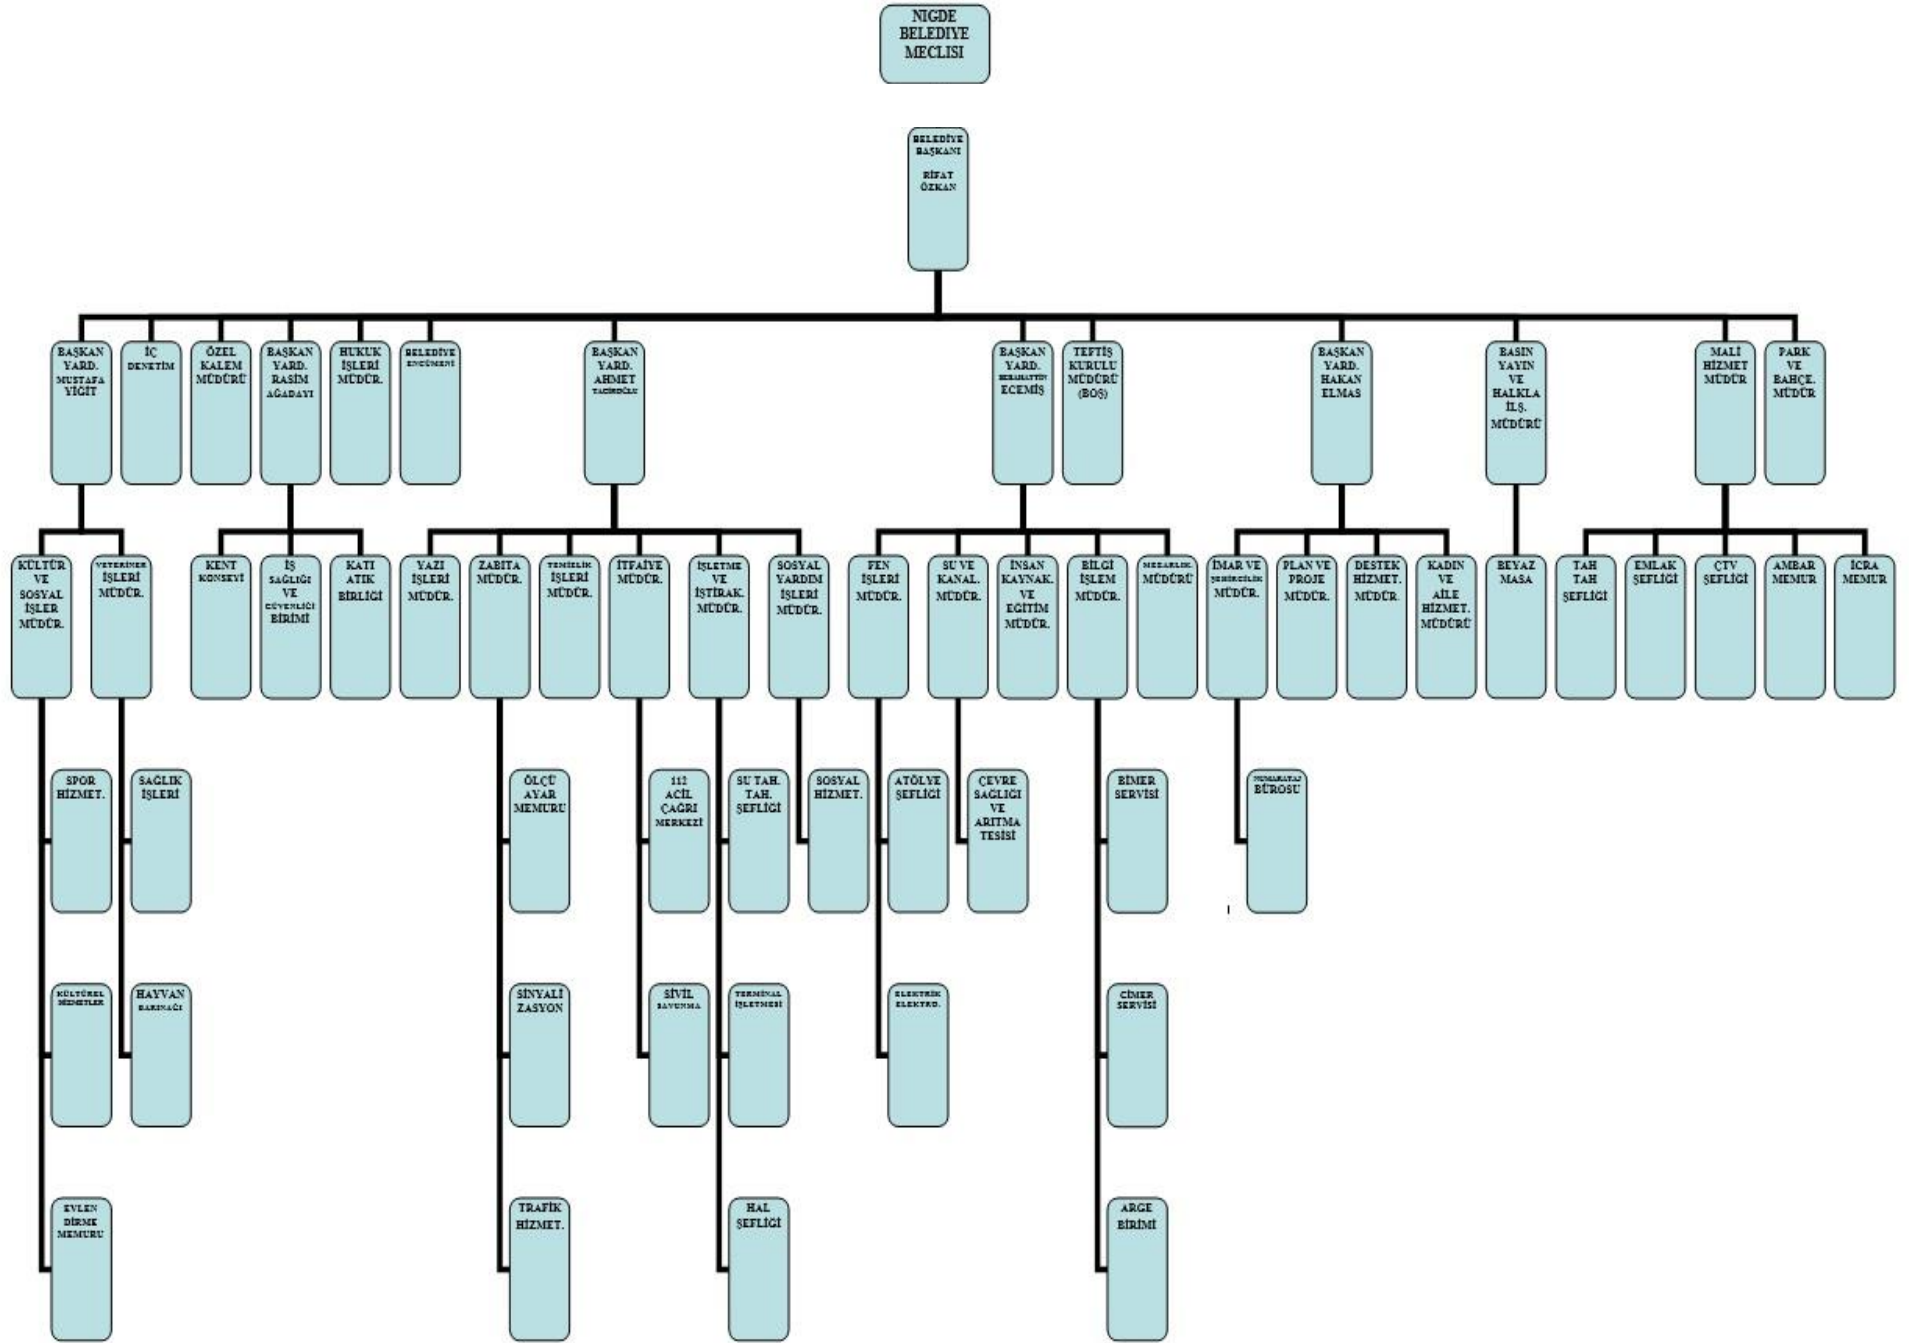 NIGDE
BELEDIYE
MECLISI
BELEDİYE
BAŞKANI
RİFAT
ÖZKAN
BAŞKAN
YARD.
MUSTAFA
YİĞİT
İÇ
DENETİM
ÖZEL
KALEM
MÜDÜRÜ
BAŞKAN
YARD.
RASİM
AĞADAYI
HUKUK
İŞLERİ
MÜDÜR.
BELEDİYE
ENCÜMENİ
BAŞKAN
YARD.
AHMET
BAŞKAN
YARD.
ECEMİŞ
TEFTİŞ
KURULU
MÜDÜRÜ
(BOŞ)
BAŞKAN
YARD.
HAKAN
ELMAS
BASIN
YAYIN
VE
HALKLA
İLŞ.
MÜDÜRÜ
MALİ
HİZMET
MÜDÜR
PARK
VE
BAHÇE.
MÜDÜR
KÜLTÜR
VE
SOSYAL
İŞLER
MÜDÜR.
VETERİNER
İŞLERİ
MÜDÜR.
KENT
KONSEYİ
İŞ
SAĞLIĞI
VE
GÜVENLİĞİ
BİRİMİ
KATI
ATIK
BİRLİĞİ
YAZI
İŞLERİ
MÜDÜR.
ZABITA
MÜDÜR.
TEMİZLİK
İŞLERİ
MÜDÜR.
İTFAİYE
MÜDÜR.
İŞLETME
VE
İŞTİRAK.
MÜDÜR.
SOSYAL
YARDIM
İŞLERİ
MÜDÜR.
FEN
İŞLERİ
MÜDÜR.
SU VE
KANAL.
MÜDÜR.
İNSAN
KAYNAK.
VE
EĞİTİM
MÜDÜR.
BİLGİ
İŞLEM
MÜDÜR.
MEZARLIK.
MÜDÜRÜ
İMAR VE
ŞEHİRCİLİK
MÜDÜR.
PLAN VE
PROJE
MÜDÜR.
DESTEK
HİZMET.
MÜDÜR.
KADIN
VE
AİLE
HİZMET.
MÜDÜRÜ
BEYAZ
MASA
TAH
TAH
ŞEFLİĞİ
EMLAK
ŞEFLİĞİ
ÇTV
ŞEFLİĞİ
AMBAR
MEMUR
İCRA
MEMUR
SPOR
HİZMET.
SAĞLIK
İŞLERİ
ÖLÇÜ
AYAR
MEMURU
112
ACİL
ÇAĞRI
MERKEZİ
SU TAH.
TAH.
ŞEFLİĞİ
SOSYAL
HİZMET.
ATÖLYE
ŞEFLİĞİ
ÇEVRE
SAĞLIĞI
VE
ARITMA
TESİSİ
BİMER
SERVİSİ
NUMARATAJ
BÜROSU
KÜLTÜREL
HİZMETLER
HAYVAN
BARINAĞI
SİNYALİ
ZASYON
SİVİL
SAVUNMA
TERMİNAL
İŞLETMESİ
ELEKTRİK
ELEKTRO.
CİMER
SERVİSİ
EVLEN
DİRME
MEMURU
TRAFİK
HİZMET.
HAL
ŞEFLİĞİ
ARGE
BİRİMİ